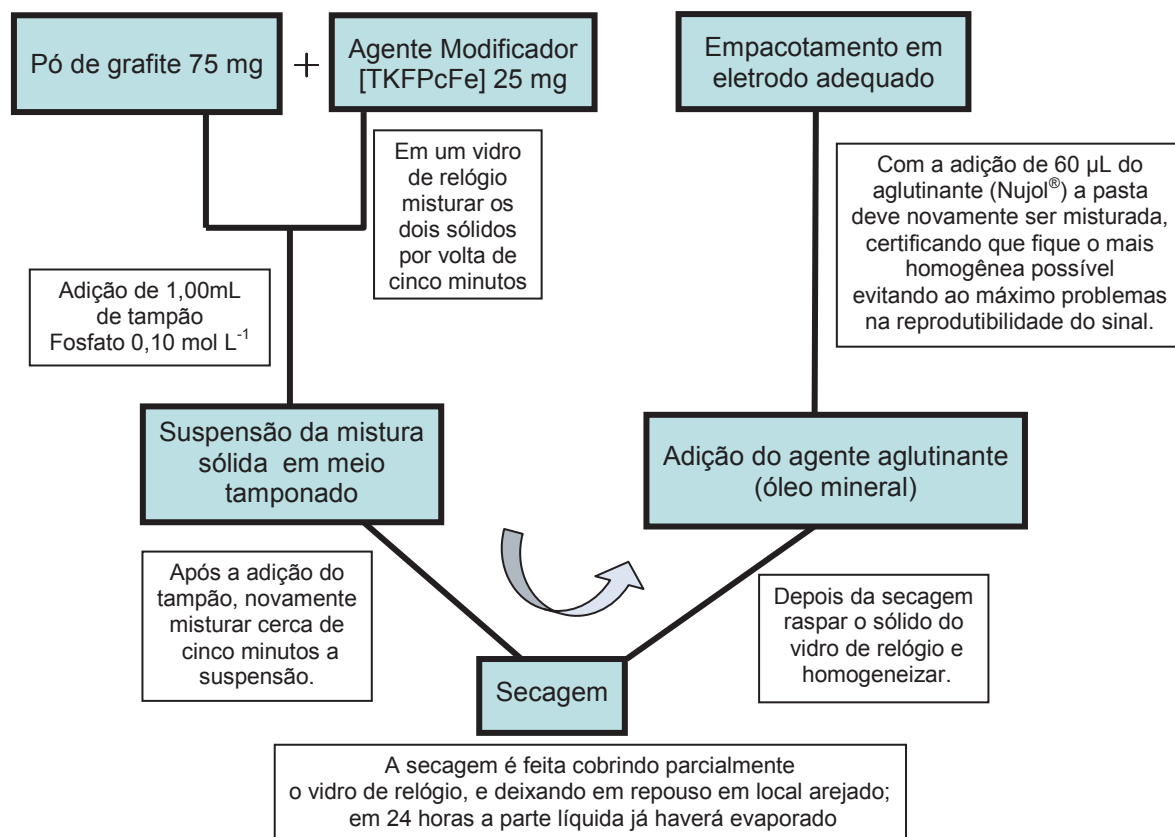 Pó de grafite 75 mg
+
Agente Modificador
[TKFPcFe] 25 mg
Em um vidro
de relógio
misturar os
dois sólidos
por volta de
cinco minutos
Adição de 1,00mL
de tampão
Fosfato 0,10 mol L⁻¹
Suspensão da mistura
sólida em meio
tamponado
Após a adição do
tampão, novamente
misturar cerca de
cinco minutos a
suspensão.
Secagem
A secagem é feita cobrindo parcialmente
o vidro de relógio, e deixando em repouso em local arejado;
em 24 horas a parte líquida já haverá evaporado
Depois da secagem
raspar o sólido do
vidro de relógio e
homogeneizar.
Adição do agente aglutinante
(óleo mineral)
Com a adição de 60 µL do
aglutinante (Nujol®) a pasta
deve novamente ser misturada,
certificando que fique o mais
homogênea possível
evitando ao máximo problemas
na reprodutibilidade do sinal.
Empacotamento em
eletrodo adequado